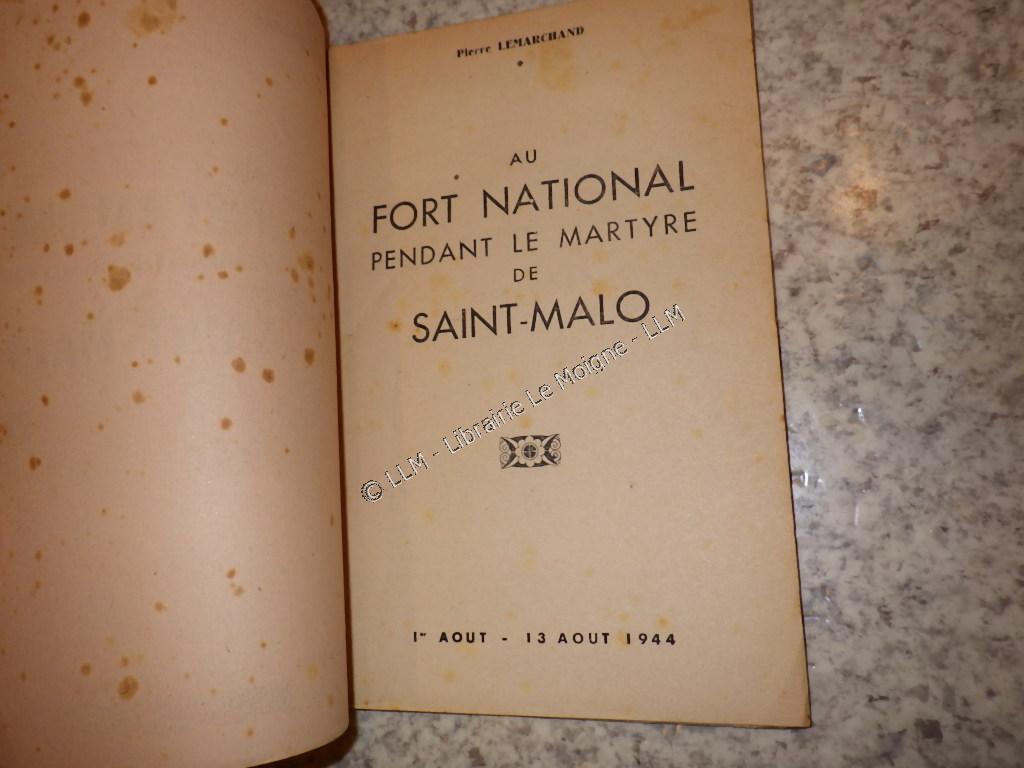 Pierre LEMARCHAND
AU
FORT NATIONAL
PENDANT LE MARTYRE
DE
SAINT-MALO
© LLM - Librairie Le Moigne - LLM
1er AOUT - 13 AOUT 1944